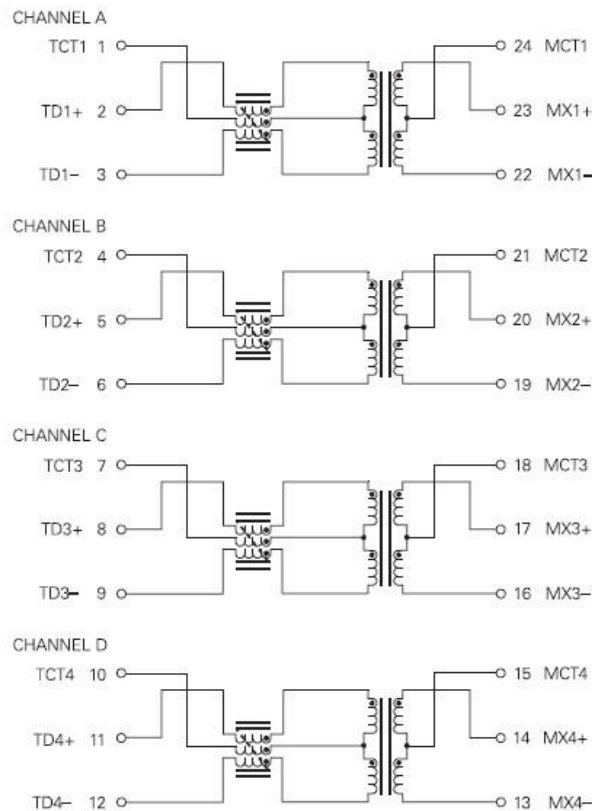 CHANNEL A
TCT1 1 24 MCT1
TD1+ 2 23 MX1+
TD1− 3 22 MX1−
CHANNEL B
TCT2 4 21 MCT2
TD2+ 5 20 MX2+
TD2− 6 19 MX2−
CHANNEL C
TCT3 7 18 MCT3
TD3+ 8 17 MX3+
TD3− 9 16 MX3−
CHANNEL D
TCT4 10 15 MCT4
TD4+ 11 14 MX4+
TD4− 12 13 MX4−